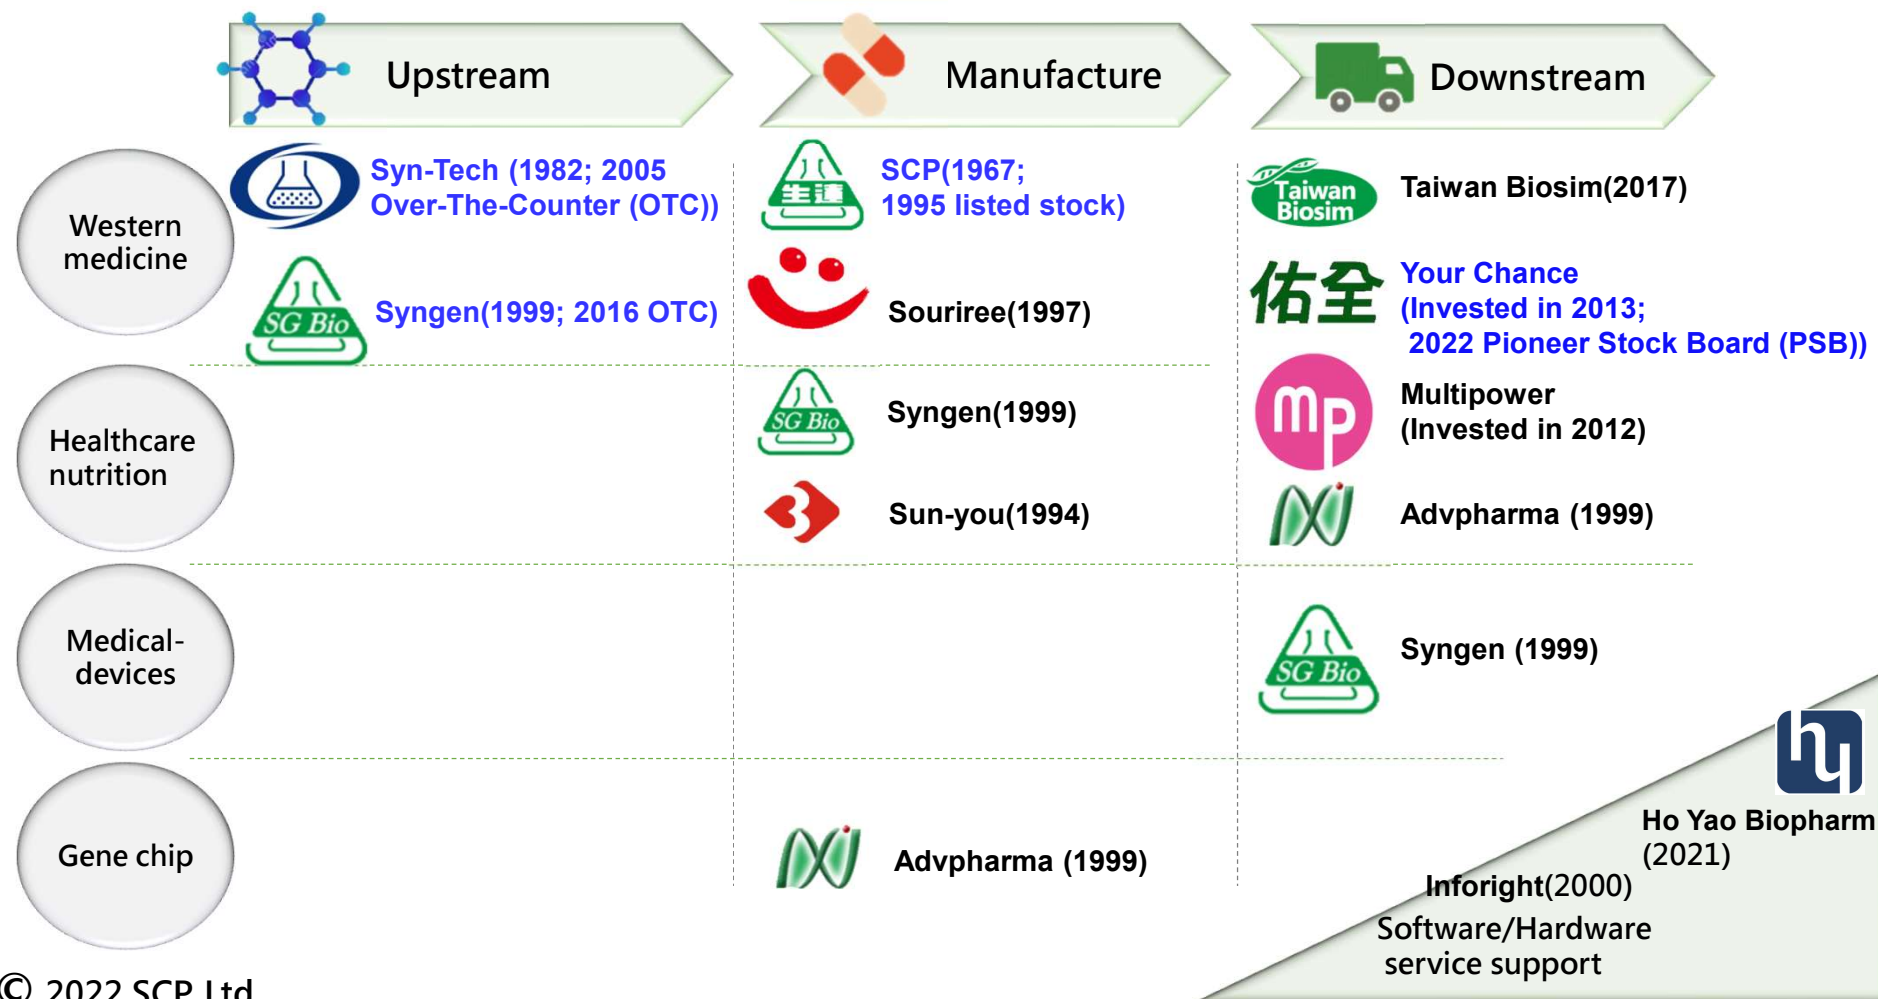 Upstream
Manufacture
Downstream
Western
medicine
Syn-Tech (1982; 2005
Over-The-Counter (OTC))
生達
SCP(1967;
1995 listed stock)
Taiwan
Biosim
Taiwan Biosim(2017)
SG Bio
Syngen(1999; 2016 OTC)
Souriree(1997)
佑全
Your Chance
(Invested in 2013;
2022 Pioneer Stock Board (PSB))
Healthcare
nutrition
SG Bio
Syngen(1999)
mp
Multipower
(Invested in 2012)
Sun-you(1994)
Advpharma (1999)
Medical-
devices
SG Bio
Syngen (1999)
Gene chip
Advpharma (1999)
hy
Ho Yao Biopharm
(2021)
Inforight(2000)
Software/Hardware
service support
© 2022 SCP Ltd